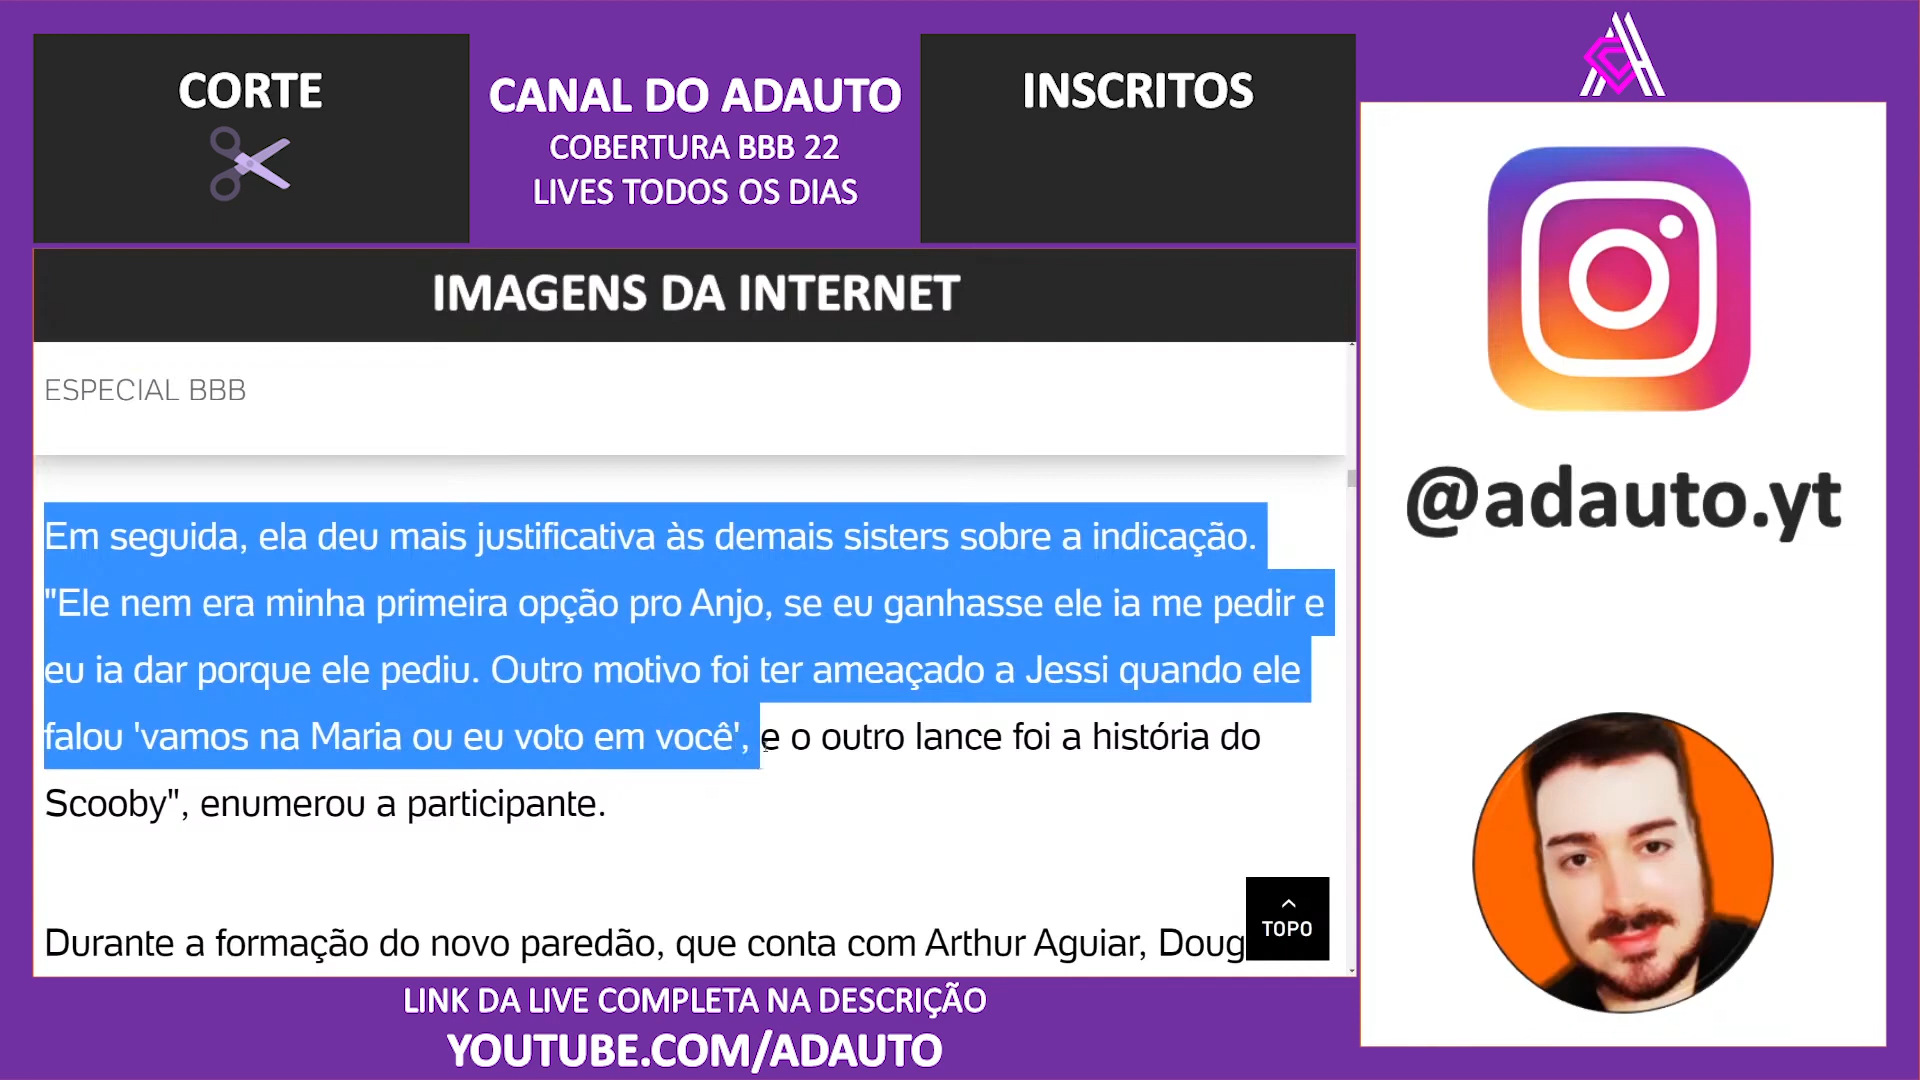 CORTE
CANAL DO ADAUTO
COBERTURA BBB 22
LIVES TODOS OS DIAS
INSCRITOS
IMAGENS DA INTERNET
ESPECIAL BBB
Em seguida, ela deu mais justificativa às demais sisters sobre a indicação.
"Ele nem era minha primeira opção pro Anjo, se eu ganhasse ele ia me pedir e
eu ia dar porque ele pediu. Outro motivo foi ter ameaçado a Jessi quando ele
falou 'vamos na Maria ou eu voto em você', e o outro lance foi a história do
Scooby", enumerou a participante.
Durante a formação do novo paredão, que conta com Arthur Aguiar, Doug
TOPO
LINK DA LIVE COMPLETA NA DESCRIÇÃO
YOUTUBE.COM/ADAUTO
@adauto.yt